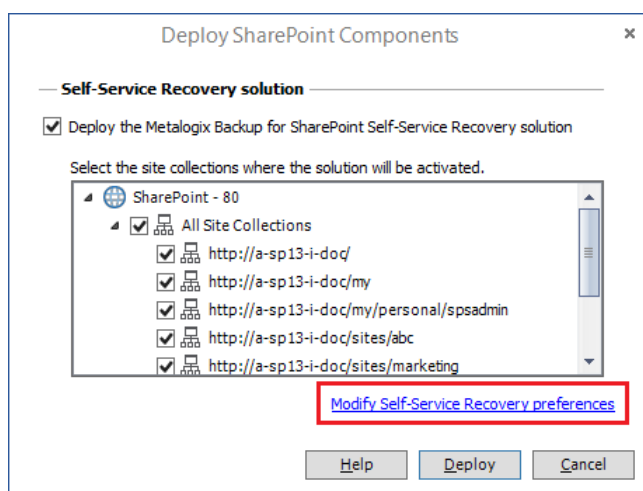 Deploy SharePoint Components
Self-Service Recovery solution
Deploy the Metalogix Backup for SharePoint Self-Service Recovery solution
Select the site collections where the solution will be activated.
SharePoint - 80
All Site Collections
http://a-sp13-i-doc/
http://a-sp13-i-doc/my
http://a-sp13-i-doc/my/personal/spsadmin
http://a-sp13-i-doc/sites/abc
http://a-sp13-i-doc/sites/marketing
Modify Self-Service Recovery preferences
Help Deploy Cancel